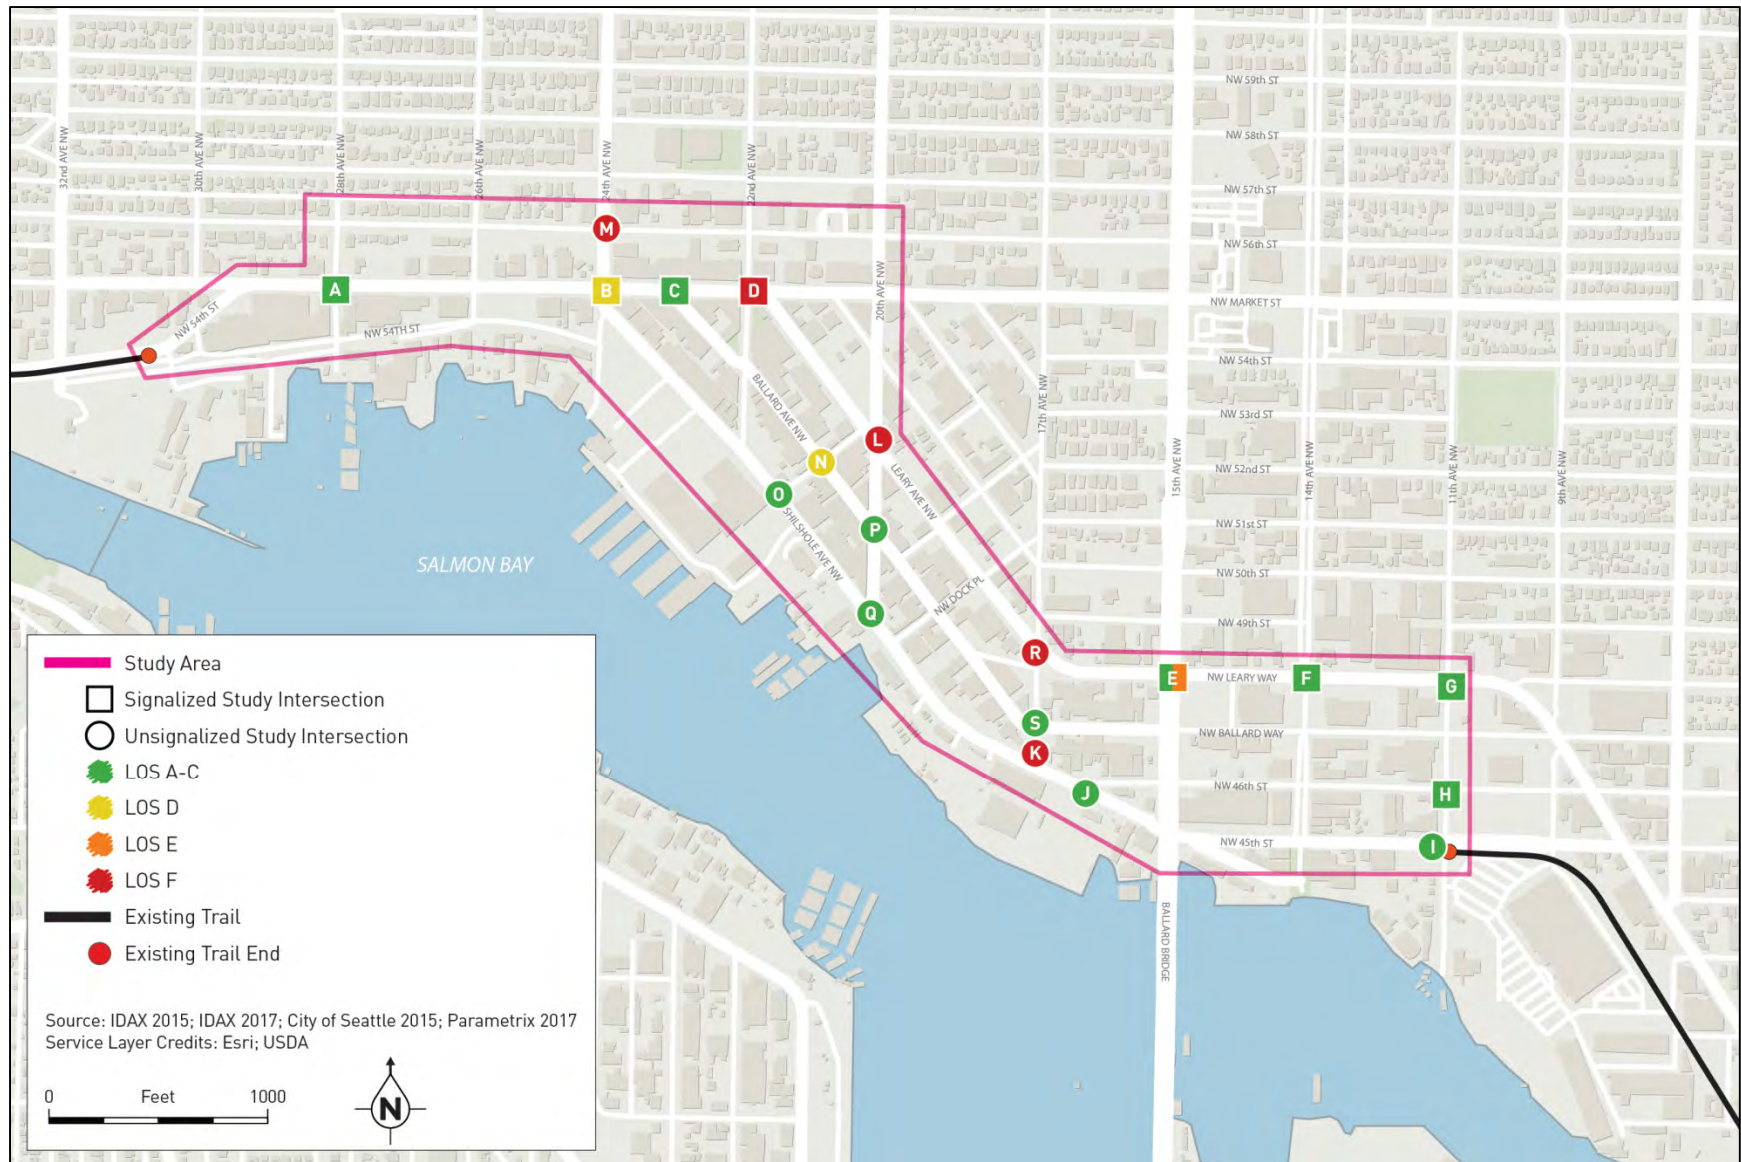 NW 59th ST
NW 58th ST
32nd AVE NW
30th AVE NW
28th AVE NW
26th AVE NW
24th AVE NW
22nd AVE NW
NW 57th ST
M
NW 56th ST
20th AVE NW
A
B
C
D
NW MARKET ST
NW 54th ST
NW 54TH ST
NW 54th ST
BALLARD AVE NW
17th AVE NW
NW 53rd ST
L
15th AVE NW
14th AVE NW
11th AVE NW
9th AVE NW
N
NW 52nd ST
LEARY AVE NW
O
SHILSHOLE AVE NW
P
NW 51st ST
SALMON BAY
NW 50th ST
NW DOCK PL
Q
NW 49th ST
R
E
NW LEARY WAY
F
G
S
NW BALLARD WAY
K
J
NW 46th ST
H
NW 45th ST
I
BALLARD BRIDGE
Study Area
Signalized Study Intersection
Unsignalized Study Intersection
LOS A-C
LOS D
LOS E
LOS F
Existing Trail
Existing Trail End
Source: IDAX 2015; IDAX 2017; City of Seattle 2015; Parametrix 2017
Service Layer Credits: Esri; USDA
0 Feet 1000
N